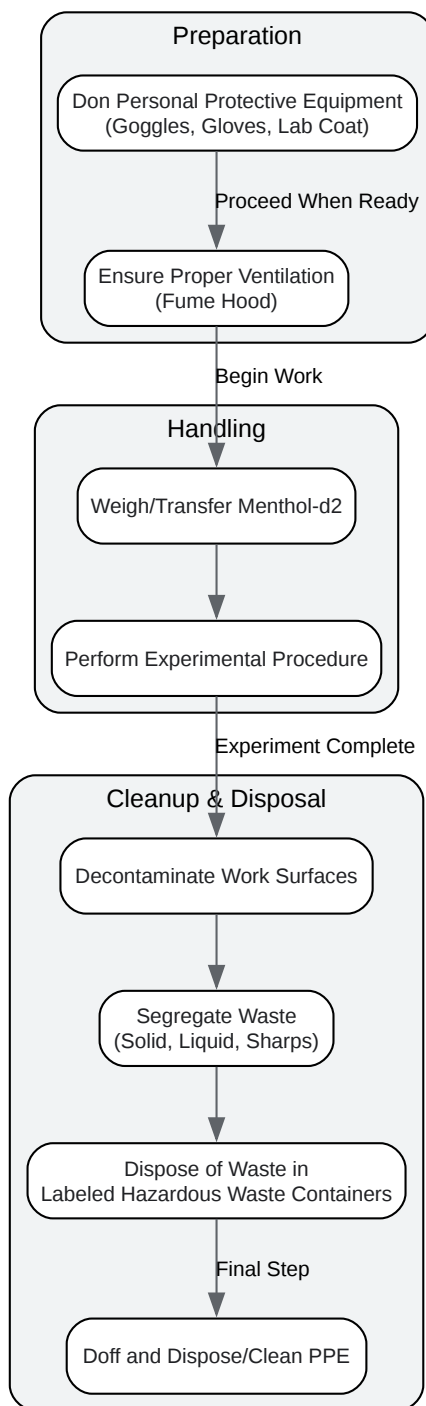 Preparation
Don Personal Protective Equipment
(Goggles, Gloves, Lab Coat)
Proceed When Ready
Ensure Proper Ventilation
(Fume Hood)
Begin Work
Handling
Weigh/Transfer Menthol-d2
Perform Experimental Procedure
Experiment Complete
Cleanup & Disposal
Decontaminate Work Surfaces
Segregate Waste
(Solid, Liquid, Sharps)
Dispose of Waste in
Labeled Hazardous Waste Containers
Final Step
Doff and Dispose/Clean PPE